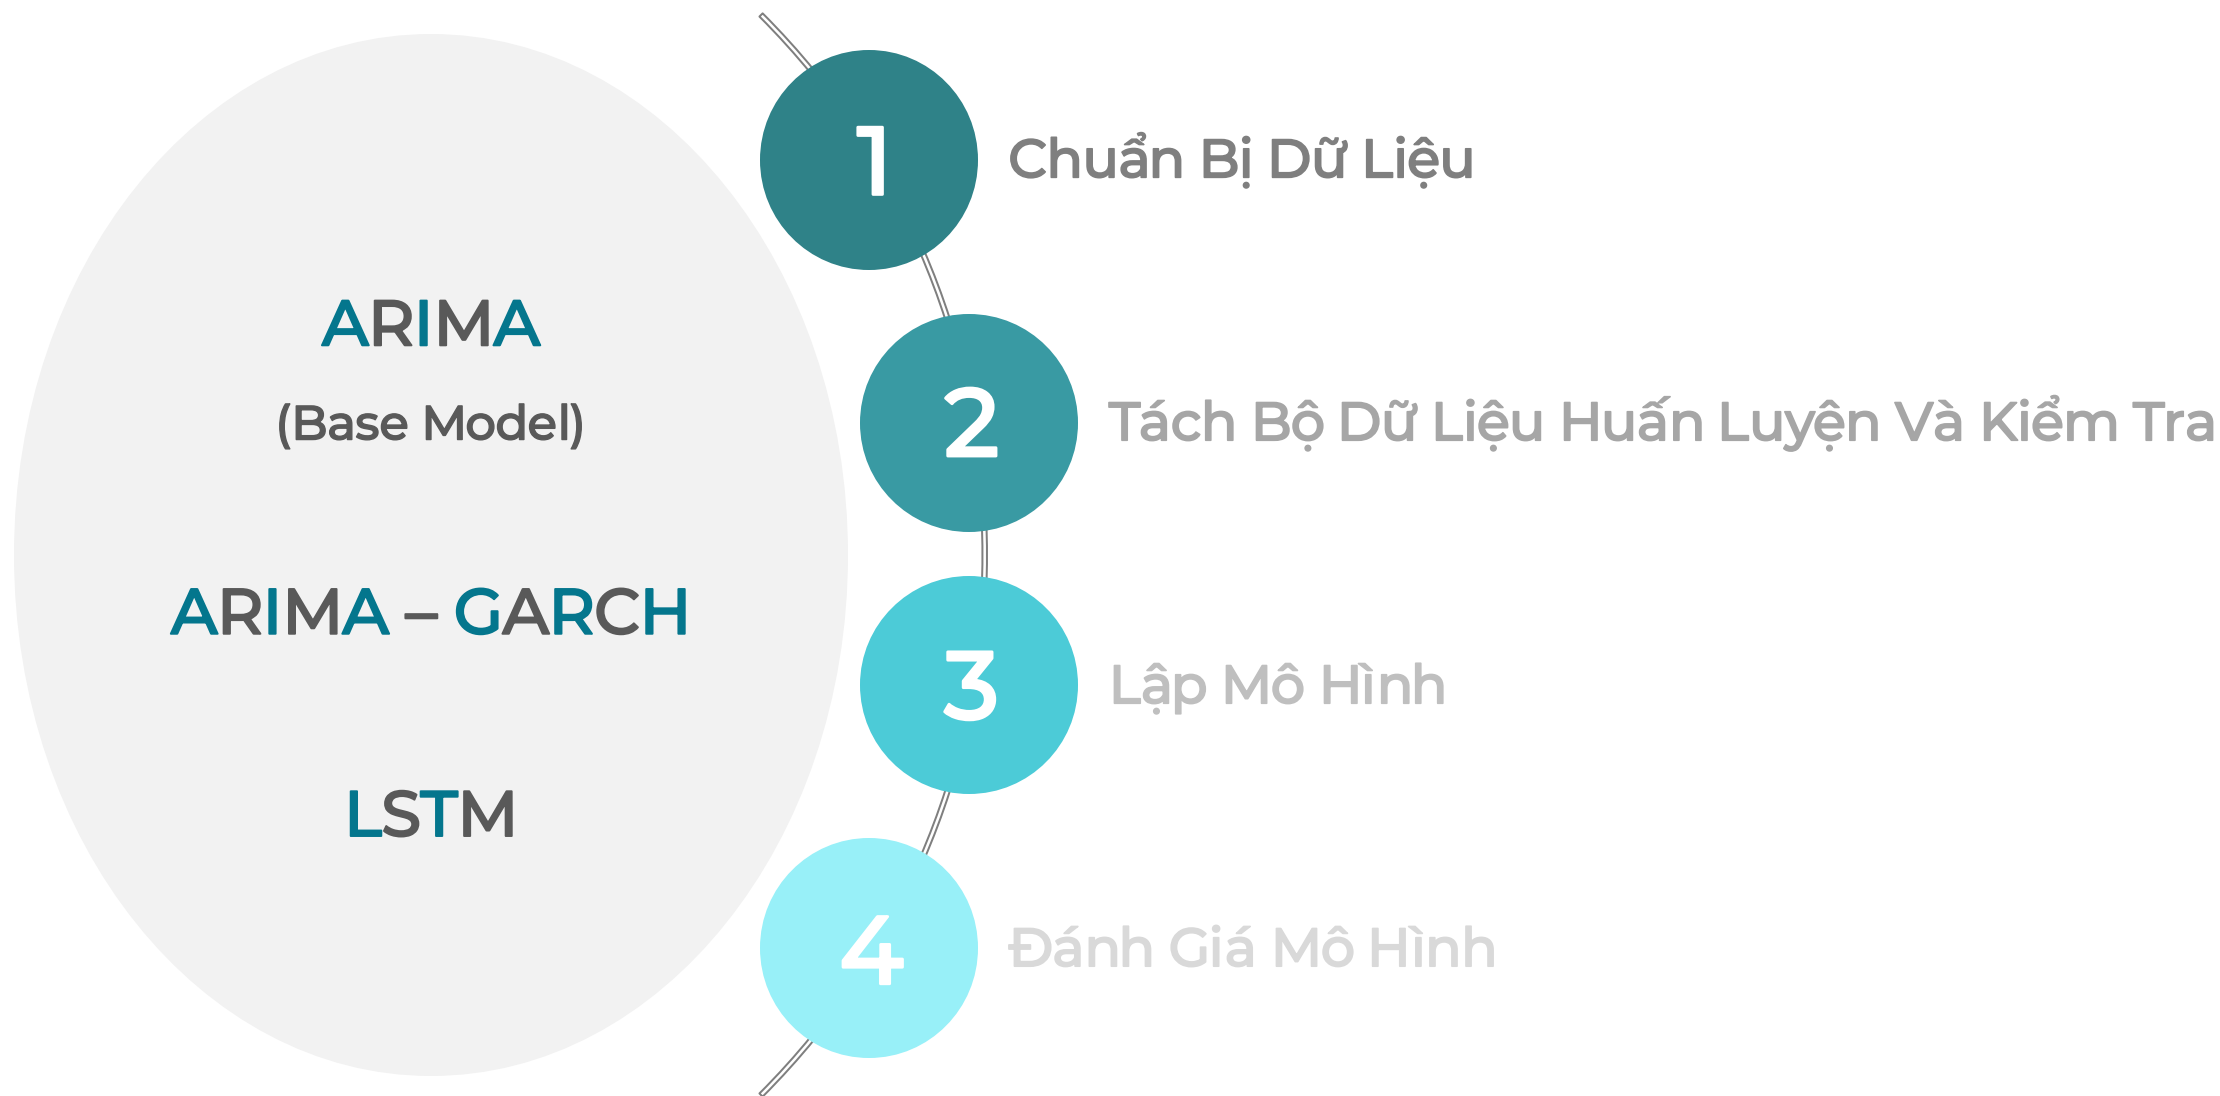 ARIMA
(Base Model)
ARIMA – GARCH
LSTM
1
Chuẩn Bị Dữ Liệu
2
Tách Bộ Dữ Liệu Huấn Luyện Và Kiểm Tra
3
Lập Mô Hình
4
Đánh Giá Mô Hình